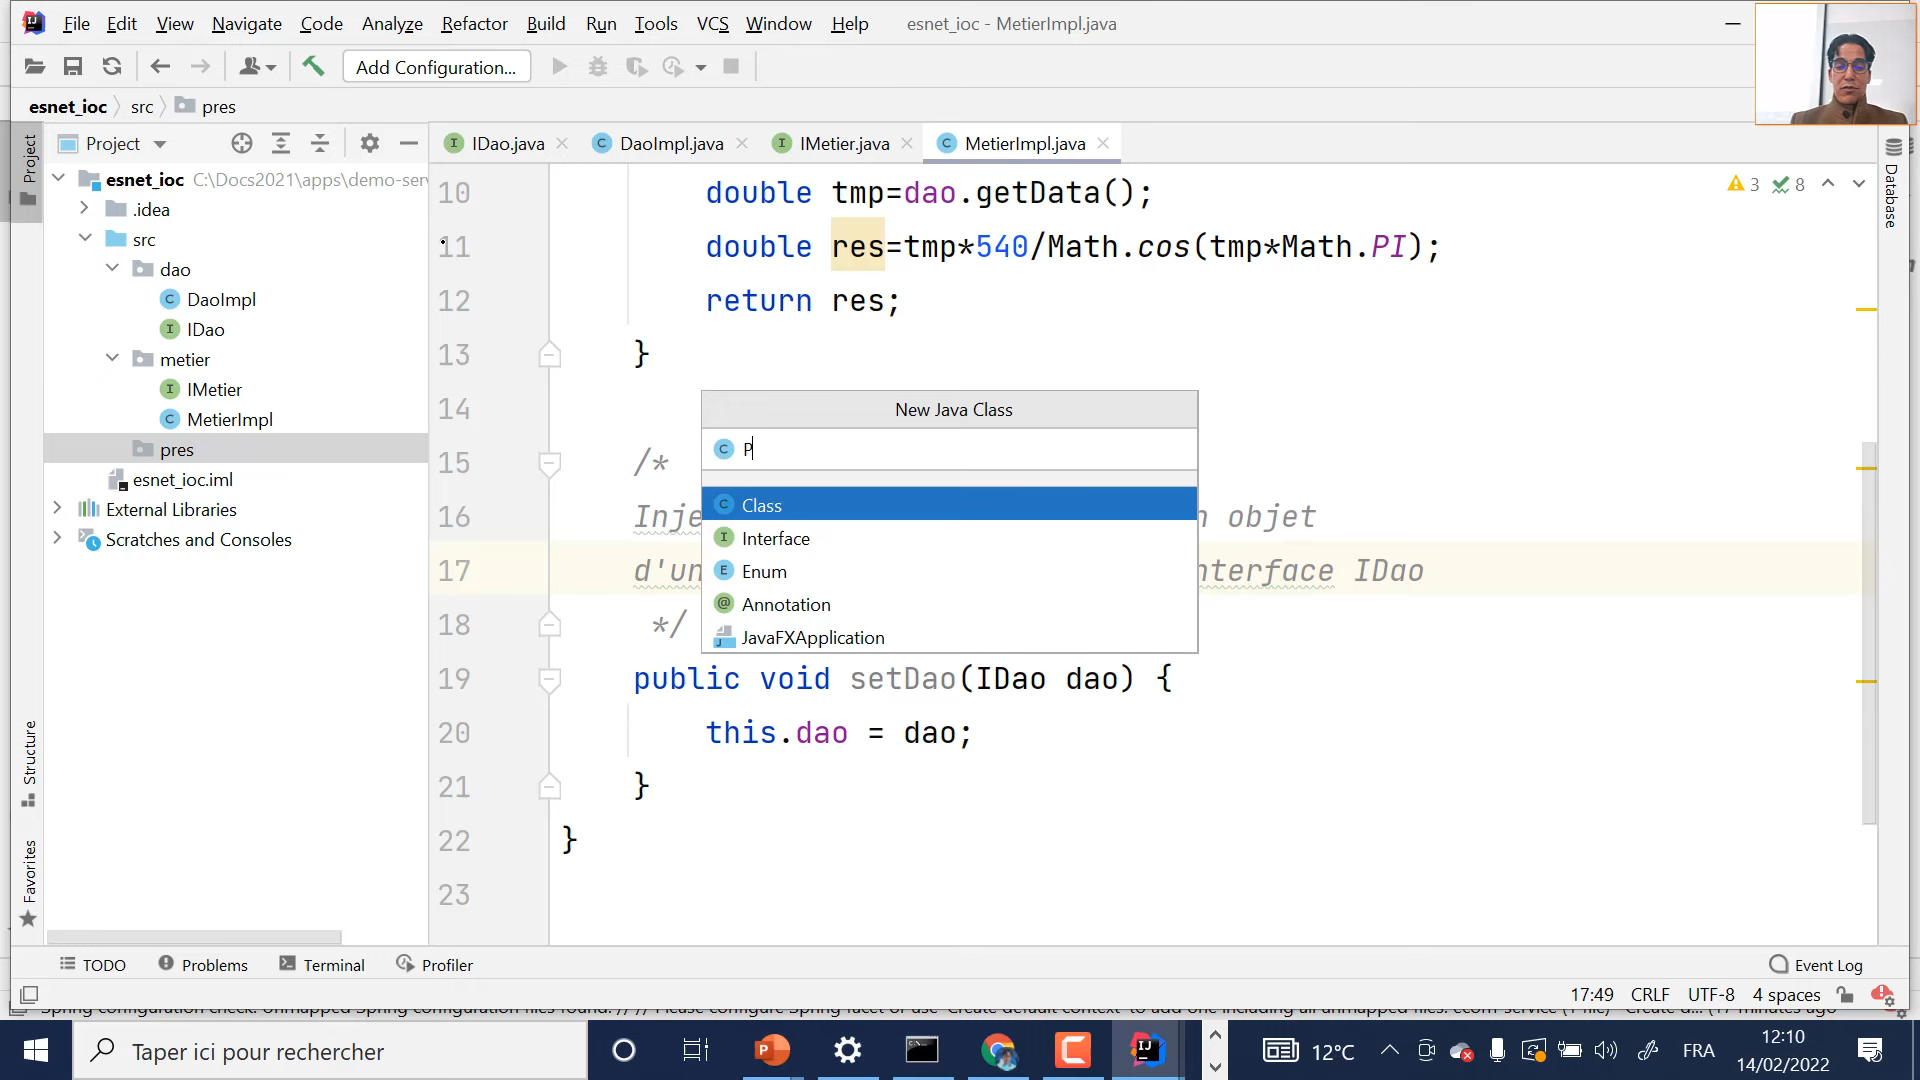 File Edit View Navigate Code Analyze Refactor Build Run Tools VCS Window Help esnet_ioc - MetierImpl.java
Add Configuration...
esnet_ioc src pres
Project
IDao.java DaoImpl.java IMetier.java MetierImpl.java
Project
esnet_ioc C:\Docs2021\apps\demo-ser
.idea
src
dao
DaoImpl
IDao
metier
IMetier
MetierImpl
pres
esnet_ioc.iml
External Libraries
Scratches and Consoles
3 8
10 double tmp=dao.getData();
11 double res=tmp*540/Math.cos(tmp*Math.PI);
12 return res;
13 }
14
15 /*
16 Inje objet
17 d'un nterface IDao
18 */
19 public void setDao(IDao dao) {
20 this.dao = dao;
21 }
22 }
23
New Java Class
P
Class
Interface
Enum
Annotation
JavaFXApplication
Database
Structure
Favorites
TODO Problems Terminal Profiler Event Log
17:49 CRLF UTF-8 4 spaces
Taper ici pour rechercher
12°C
FRA
12:10
14/02/2022